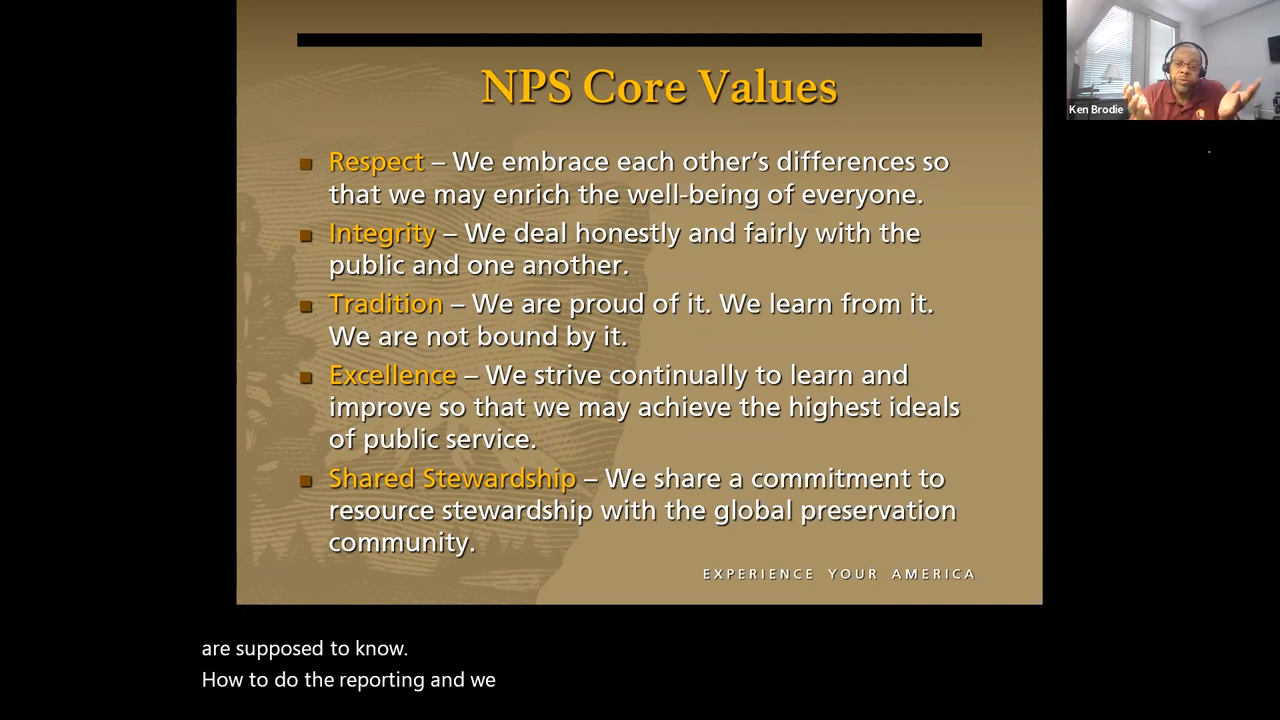 NPS Core Values
Ken Brodie
Respect – We embrace each other’s differences so
that we may enrich the well-being of everyone.
Integrity – We deal honestly and fairly with the
public and one another.
Tradition – We are proud of it. We learn from it.
We are not bound by it.
Excellence – We strive continually to learn and
improve so that we may achieve the highest ideals
of public service.
Shared Stewardship – We share a commitment to
resource stewardship with the global preservation
community.
EXPERIENCE YOUR AMERICA
are supposed to know.
How to do the reporting and we